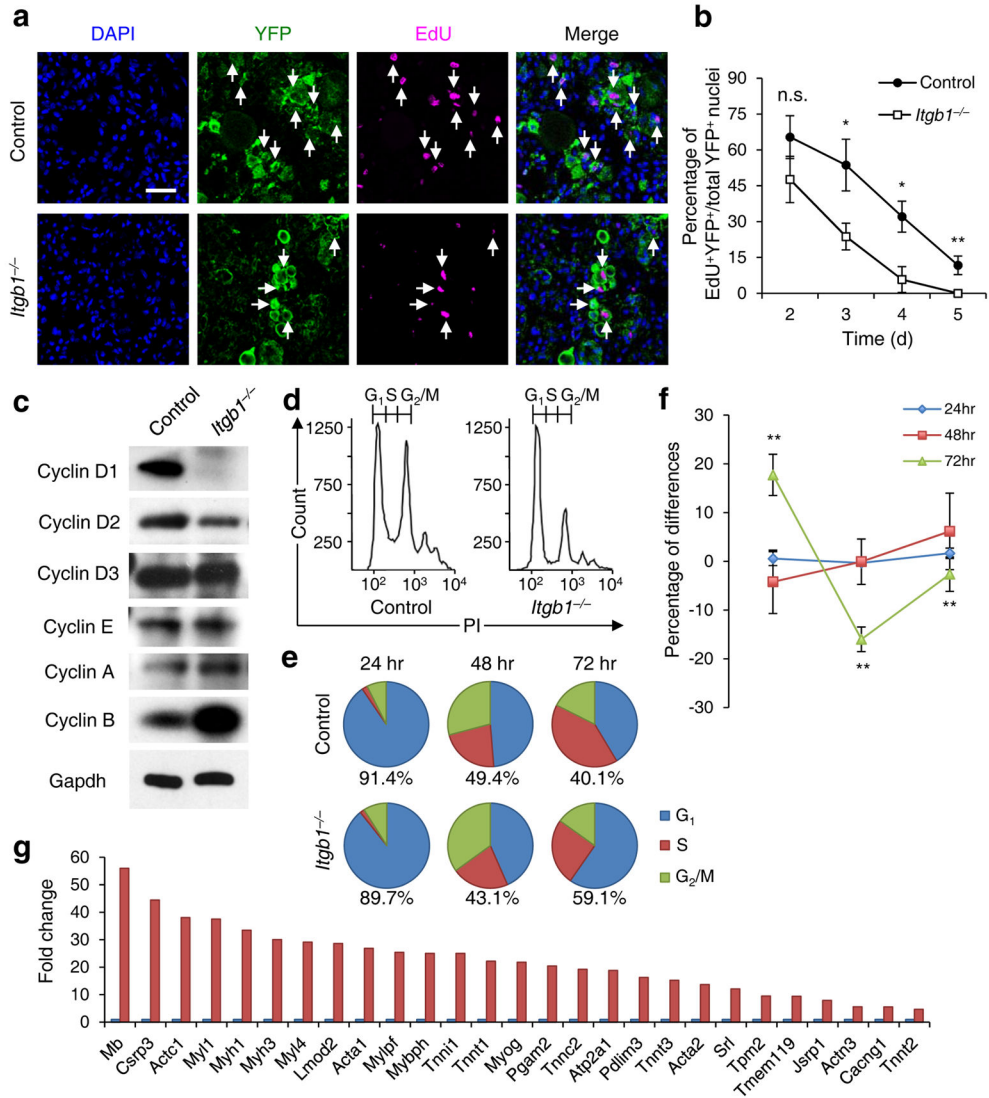 a
DAPI YFP EdU Merge
Control
Itgb1–/–
b
Percentage of
EdU+YFP+/total YFP+ nuclei
90
75
60
45
30
15
0
n.s.
*
*
**
Control
Itgb1–/–
2 3 4 5
Time (d)
c
Control Itgb1–/–
Cyclin D1
Cyclin D2
Cyclin D3
Cyclin E
Cyclin A
Cyclin B
Gapdh
d
G1 S G2/M G1 S G2/M
Count
1250 1250
750 750
250 250
10² 10³ 10⁴ 10² 10³ 10⁴
Control Itgb1–/–
PI
e
24 hr 48 hr 72 hr
Control
91.4% 49.4% 40.1%
Itgb1–/–
89.7% 43.1% 59.1%
G1
S
G2/M
f
Percentage of differences
30
20
10
0
-10
-20
-30
24hr
48hr
72hr
**
**
**
g
Fold change
60
50
40
30
20
10
0
Mb Csrp3 Actc1 Myl1 Myh1 Myh3 Myl4 Lmod2 Acta1 Mylpf Mybph Tnni1 Tnnt1 Myog Pgam2 Tnnc2 Atp2a1 Pdlim3 Tnnt3 Acta2 Srl Tpm2 Tmem119 Jsrp1 Actn3 Cacng1 Tnnt2